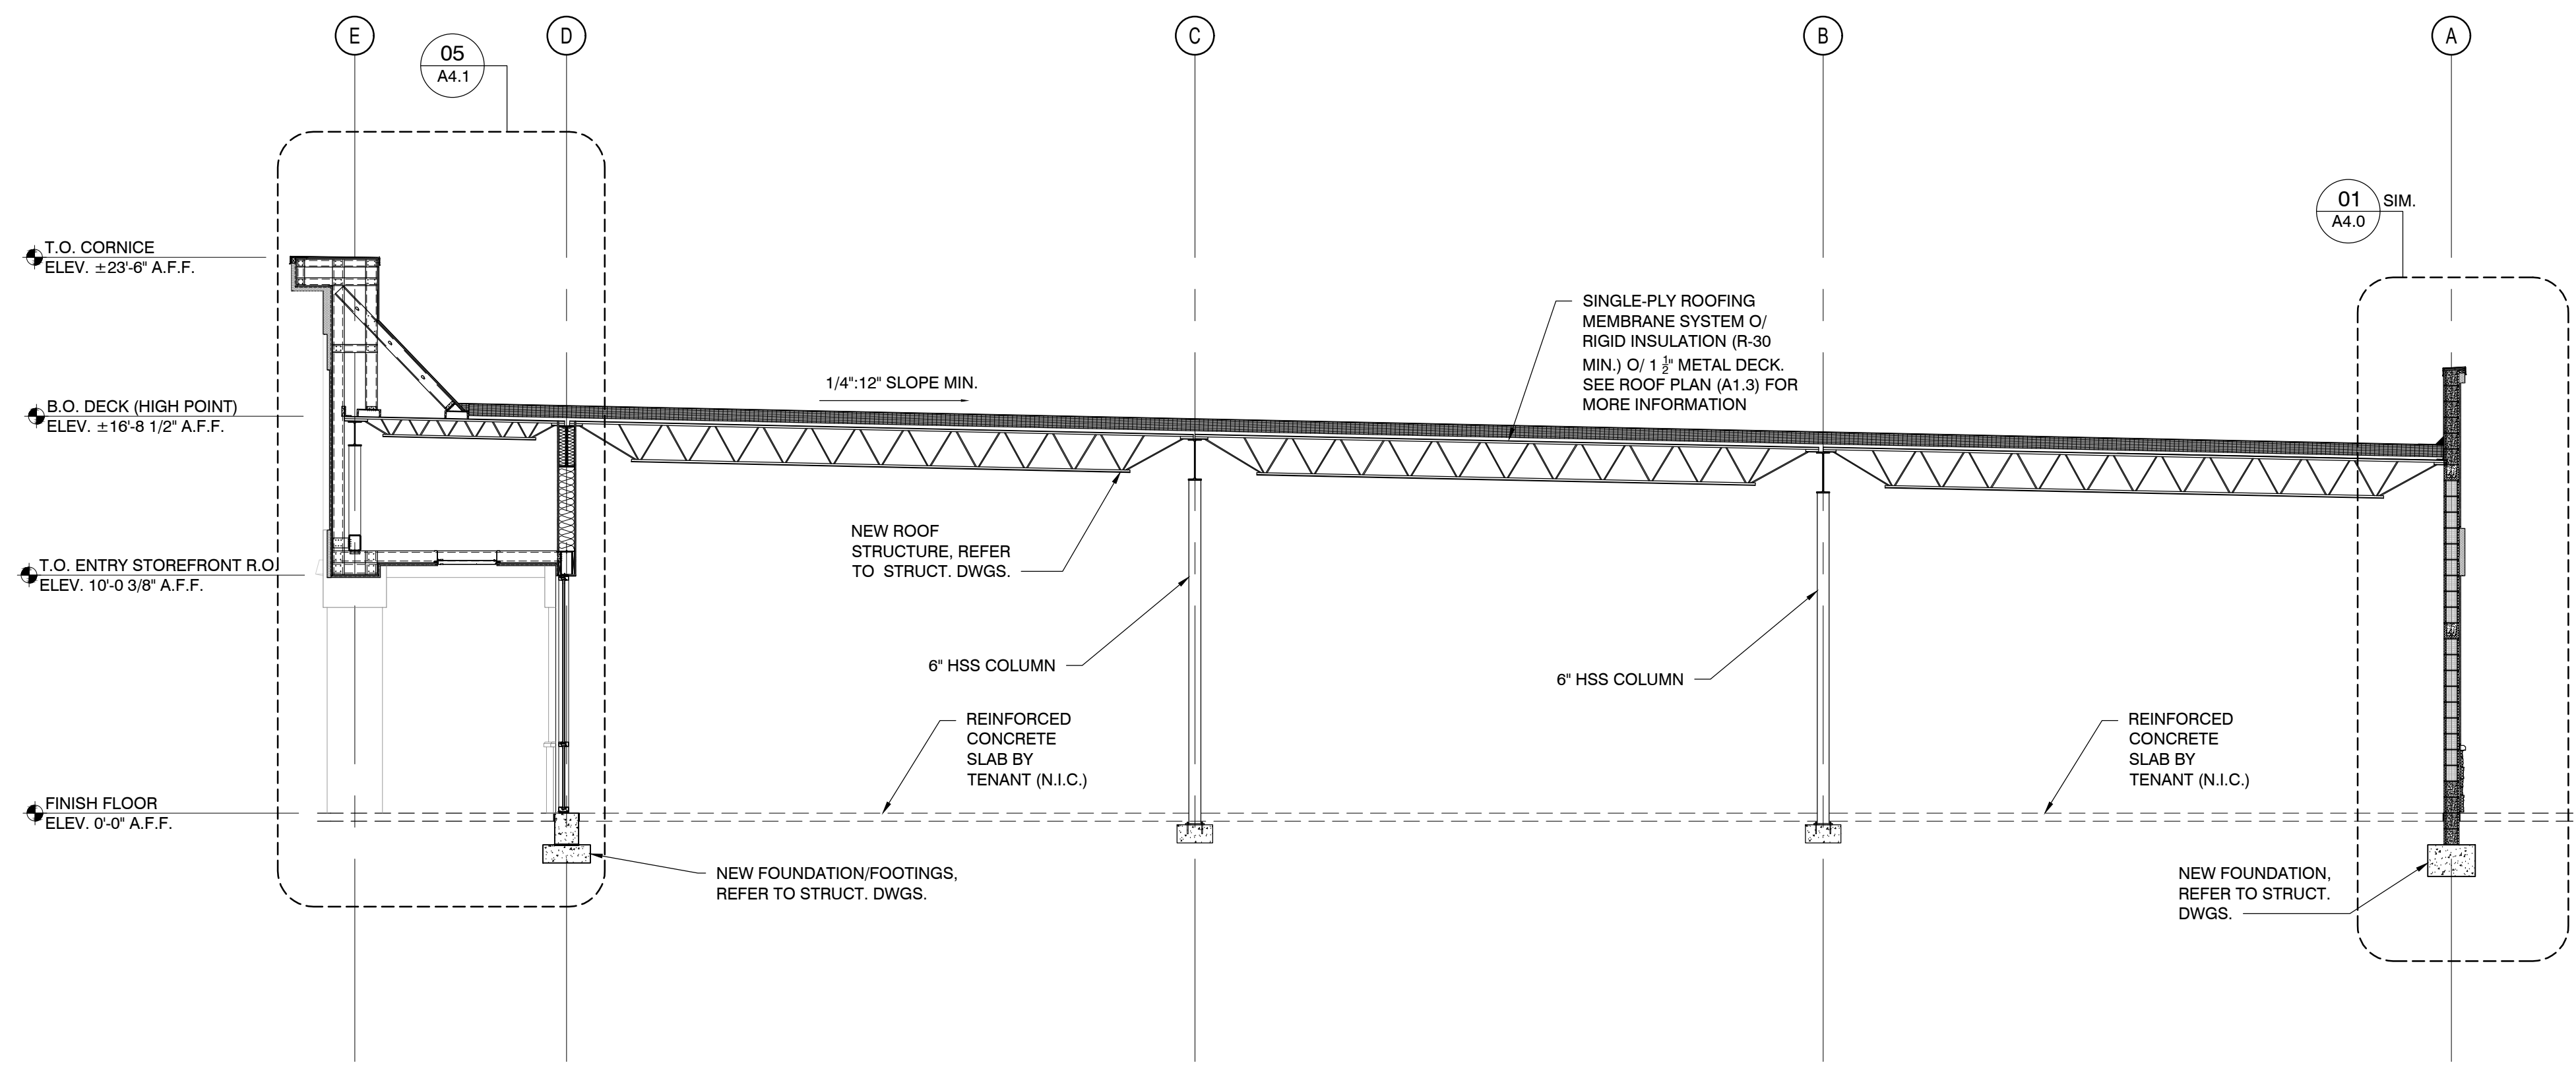 E
D
C
B
A
05
A4.1
01
SIM.
A4.0
T.O. CORNICE
ELEV. ±23'-6" A.F.F.
SINGLE-PLY ROOFING
MEMBRANE SYSTEM O/
RIGID INSULATION (R-30
MIN.) O/ 1 1/2" METAL DECK.
SEE ROOF PLAN (A1.3) FOR
MORE INFORMATION
1/4":12" SLOPE MIN.
B.O. DECK (HIGH POINT)
ELEV. ±16'-8 1/2" A.F.F.
NEW ROOF
STRUCTURE, REFER
TO STRUCT. DWGS.
T.O. ENTRY STOREFRONT R.O.
ELEV. 10'-0 3/8" A.F.F.
6" HSS COLUMN
6" HSS COLUMN
REINFORCED
CONCRETE
SLAB BY
TENANT (N.I.C.)
REINFORCED
CONCRETE
SLAB BY
TENANT (N.I.C.)
FINISH FLOOR
ELEV. 0'-0" A.F.F.
NEW FOUNDATION/FOOTINGS,
REFER TO STRUCT. DWGS.
NEW FOUNDATION,
REFER TO STRUCT.
DWGS.